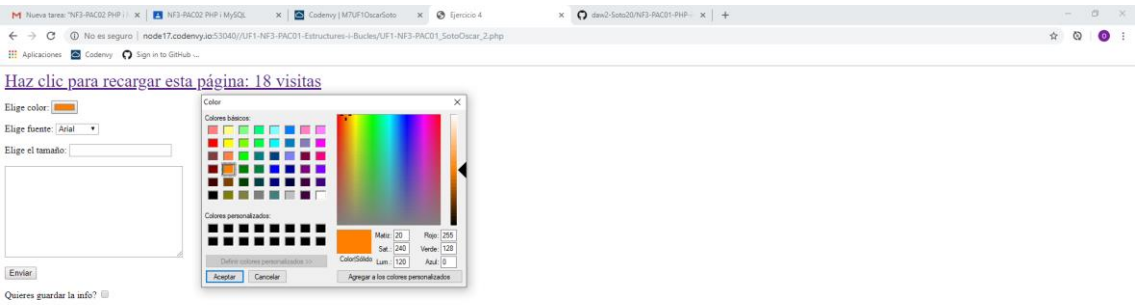 Nueva tarea: "NF3-PAC02 PHP i
NF3-PAC02 PHP i MySQL
Codenvy | M7UF1OscarSoto
Ejercicio 4
daw2-Soto20/NF3-PAC01-PHP-
No es seguro | node17.codenvy.io:53040//UF1-NF3-PAC01-Estructures-i-Bucles/UF1-NF3-PAC01_SotoOscar_2.php
Aplicaciones Codenvy Sign in to GitHub -...
Haz clic para recargar esta página: 18 visitas
Elige color:
Elige fuente: Arial
Elige el tamaño:
Enviar
Quieres guardar la info?
Color
Colores básicos:
Colores personalizados:
Definir colores personalizados >>
Aceptar Cancelar
Color|Sólido
Matiz: 20 Rojo: 255
Sat.: 240 Verde: 128
Lum.: 120 Azul: 0
Agregar a los colores personalizados